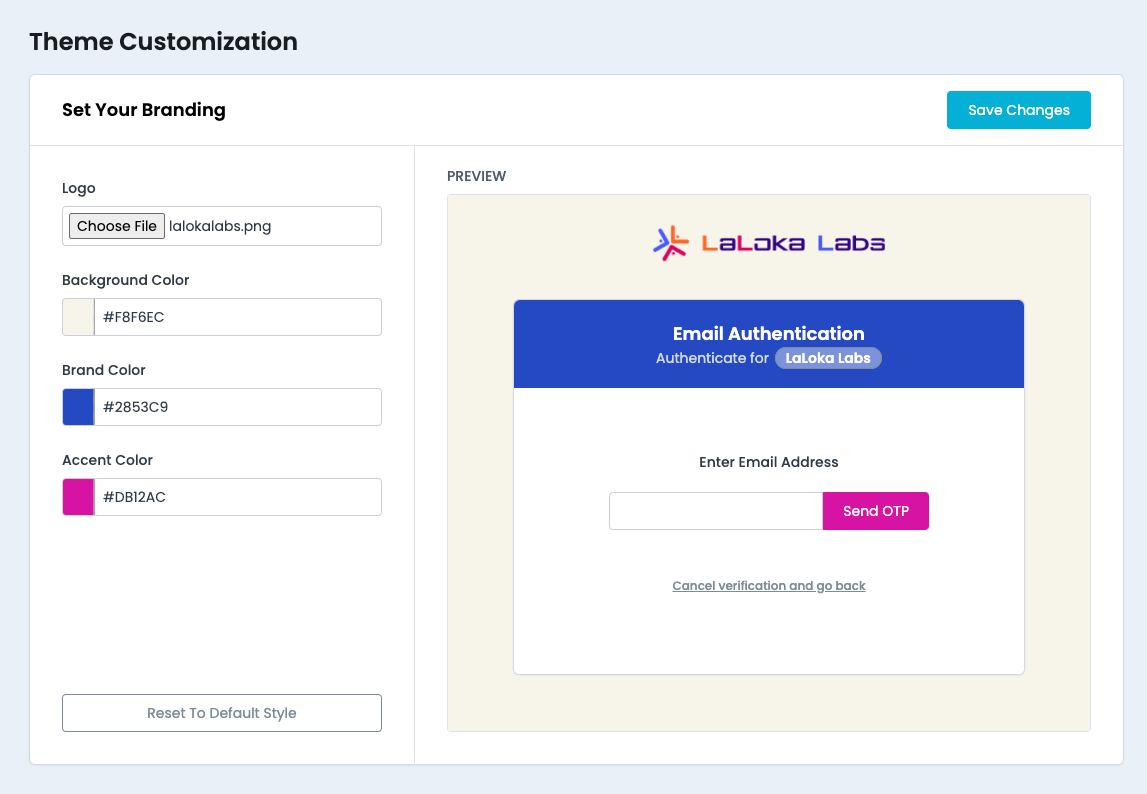 Theme Customization
Set Your Branding
Save Changes
Logo
Choose File lalokalabs.png
Background Color
#F8F6EC
Brand Color
#2853C9
Accent Color
#DB12AC
Reset To Default Style
PREVIEW
LaLoka Labs
Email Authentication
Authenticate for LaLoka Labs
Enter Email Address
Send OTP
Cancel verification and go back